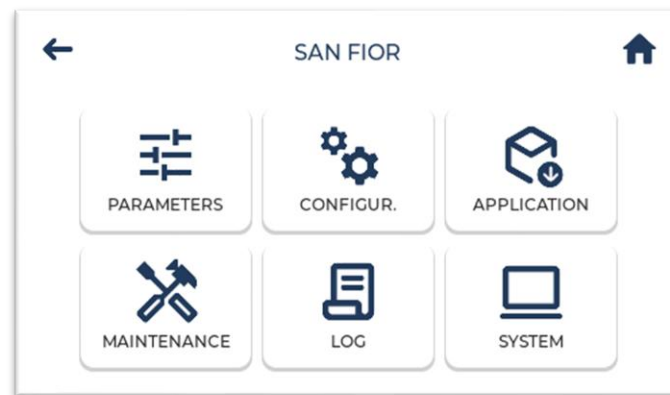 SAN FIOR
PARAMETERS
CONFIGUR.
APPLICATION
MAINTENANCE
LOG
SYSTEM